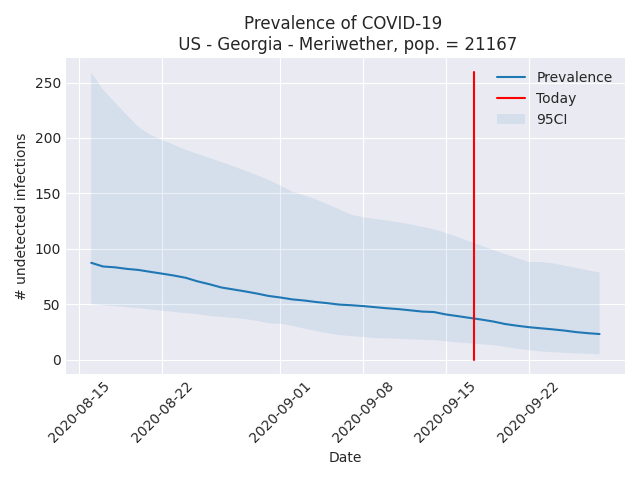 Prevalence of COVID-19
US - Georgia - Meriwether, pop. = 21167
Prevalence
Today
95CI
# undetected infections
250
200
150
100
50
0
2020-08-15
2020-08-22
2020-09-01
2020-09-08
2020-09-15
2020-09-22
Date